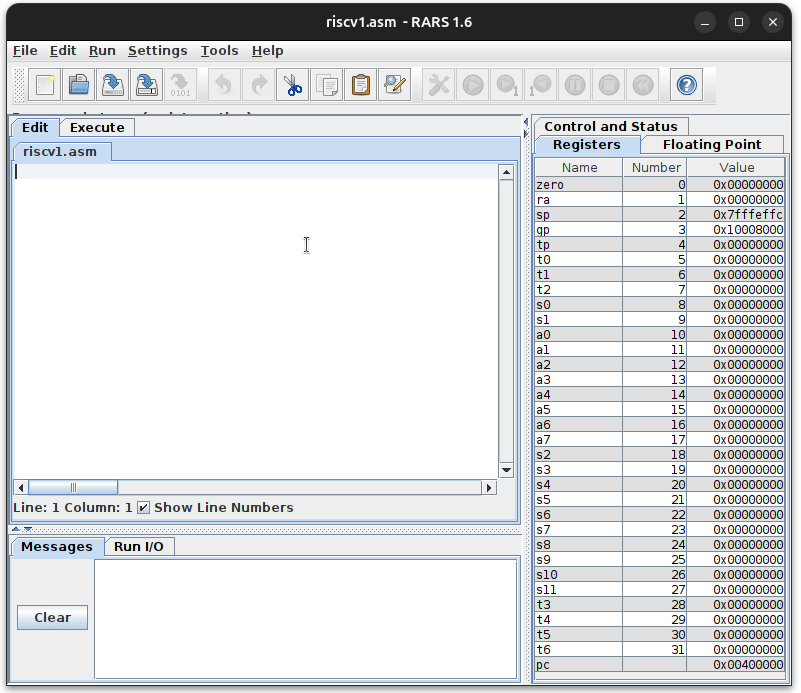 riscv1.asm - RARS 1.6
File Edit Run Settings Tools Help
Edit Execute
riscv1.asm
Line: 1 Column: 1 Show Line Numbers
Messages Run I/O
Clear
Control and Status
Registers Floating Point
Name Number Value
zero 0 0x00000000
ra 1 0x00000000
sp 2 0x7fffeffc
gp 3 0x10008000
tp 4 0x00000000
t0 5 0x00000000
t1 6 0x00000000
t2 7 0x00000000
s0 8 0x00000000
s1 9 0x00000000
a0 10 0x00000000
a1 11 0x00000000
a2 12 0x00000000
a3 13 0x00000000
a4 14 0x00000000
a5 15 0x00000000
a6 16 0x00000000
a7 17 0x00000000
s2 18 0x00000000
s3 19 0x00000000
s4 20 0x00000000
s5 21 0x00000000
s6 22 0x00000000
s7 23 0x00000000
s8 24 0x00000000
s9 25 0x00000000
s10 26 0x00000000
s11 27 0x00000000
t3 28 0x00000000
t4 29 0x00000000
t5 30 0x00000000
t6 31 0x00000000
pc 0x00400000